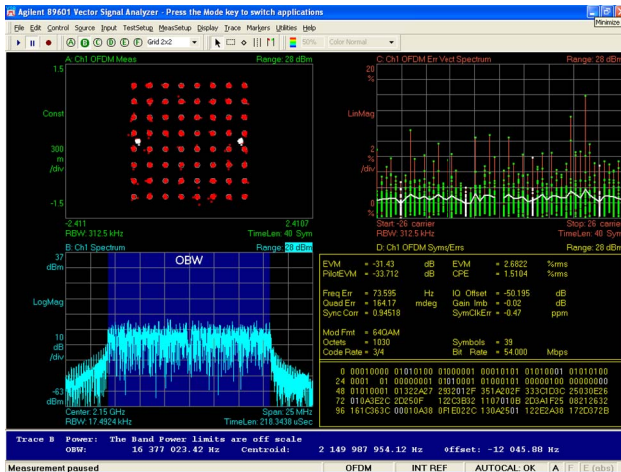 Agilent 89601 Vector Signal Analyzer - Press the Mode key to switch applications
Minimize
File Edit Control Source Input TestSetup MeasSetup Display Trace Markers Utilities Help
A B C D E F Grid 2x2 50% Color Normal
A: Ch1 OFDM Meas Range: 28 dBm
1.5
Const
300
m
/div
-1.5
-2.411 2.4107
RBW: 312.5 kHz TimeLen: 40 Sym
C: Ch1 OFDM Err Vect Spectrum Range: 28 dBm
20
%
LinMag
2
%
/div
0
%
Start -26 carrier Stop: 26 carrier
RBW: 312.5 kHz TimeLen: 40 Sym
B: Ch1 Spectrum Range: 28 dBm
37
dBm
OBW
LogMag
10
dB
/div
-63
dBm
Center: 2.15 GHz Span: 25 MHz
RBW: 17.4924 kHz TimeLen: 218.3438 uSec
D: Ch1 OFDM Syms/Errs Range: 28 dBm
EVM = -31.43 dB EVM = 2.6822 %rms
PilotEVM = -33.712 dB CPE = 1.5104 %rms
Freq Err = 73.595 Hz IQ Offset = -50.195 dB
Quad Err = 164.17 mdeg Gain Imb = -0.02 dB
Sync Corr = 0.94518 SymClkErr = -0.47 ppm
Mod Fmt = 64QAM
Octets = 1030 Symbols = 39
Code Rate = 3/4 Bit Rate = 54.000 Mbps
0 00010000 01010100 01000001 00010101 01010001 01010100
24 0001 01 00000001 01010001 01000101 00000100 00000000
48 01010001 01322A27 2932012F 351A202F 333C1D3C 25030E26
72 010A3E2C 2D250F 122C3B32 1107010B 2D3A1F25 08212632
96 161C363C 00010A38 0F1E022C 130A2501 122E2A38 172D372B
Trace B Power: The Band Power limits are off scale
OBW: 16 377 023.42 Hz Centroid: 2 149 987 954.12 Hz Offset: -12 045.88 Hz
Measurement paused OFDM INT REF AUTOCAL: OK A F E (abs)